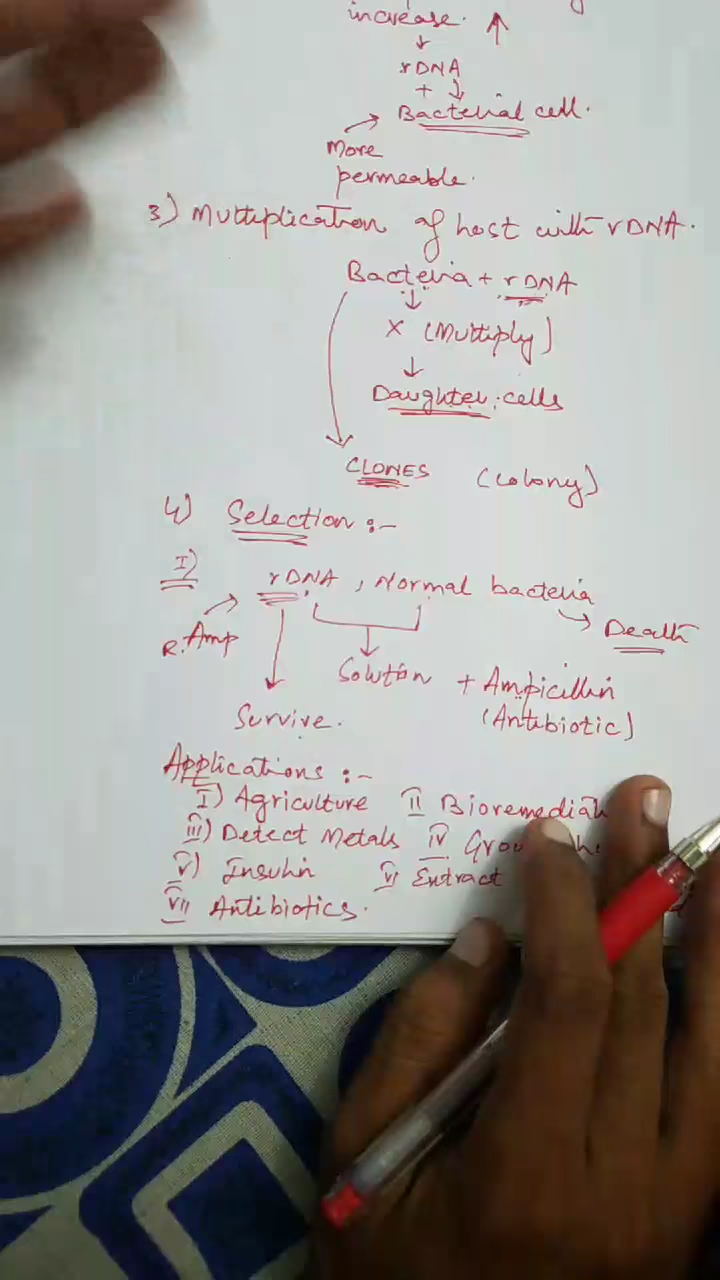 increase. ↑
↓
rDNA
+ ↓
Bacterial cell.
More
permeable.
3) Multiplication of host with rDNA.
Bacteria + rDNA
↓
X (Multiply)
↓
Daughter cells
CLONES (Colony)
4) Selection :-
I) rDNA, Normal bacteria
Death
R. Amp
Solution + Ampicillin
Survive. (Antibiotic)
Applications :-
I) Agriculture II
III) Detect Metals IV
V) Insulin VI Extract
VII Antibiotics.